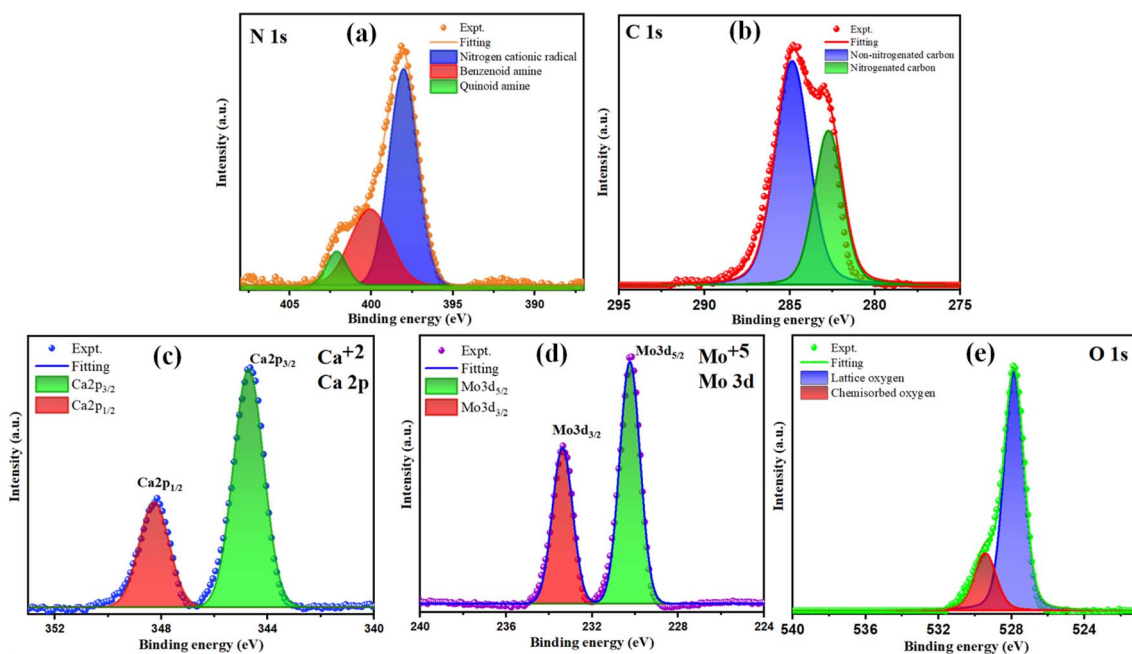 N 1s
(a)
Expt.
Fitting
Nitrogen cationic radical
Benzenoid amine
Quinoid amine
Intensity (a.u.)
405 400 395 390
Binding energy (eV)
C 1s
(b)
Expt.
Fitting
Non-nitrogenated carbon
Nitrogenated carbon
Intensity (a.u.)
295 290 285 280 275
Binding energy (eV)
Expt.
Fitting
Ca2p3/2
Ca2p1/2
(c)
Ca+2
Ca 2p
Ca2p3/2
Ca2p1/2
Intensity (a.u.)
352 348 344 340
Binding energy (eV)
Expt.
Fitting
Mo3d5/2
Mo3d3/2
(d)
Mo+5
Mo 3d
Mo3d5/2
Mo3d3/2
Intensity (a.u.)
240 236 232 228 224
Binding energy (eV)
Expt.
Fitting
Lattice oxygen
Chemisorbed oxygen
(e)
O 1s
Intensity (a.u.)
540 536 532 528 524
Binding energy (eV)